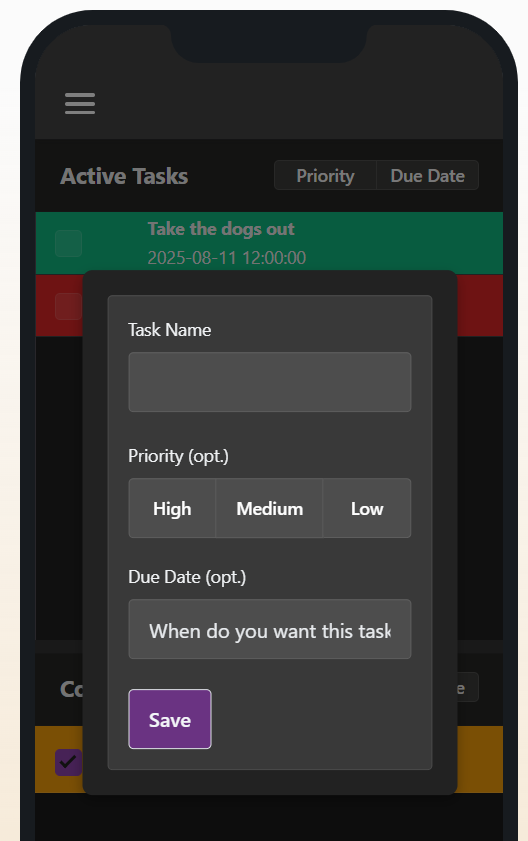 Active Tasks
Priority
Due Date
Take the dogs out
2025-08-11 12:00:00
Task Name
Priority (opt.)
High
Medium
Low
Due Date (opt.)
When do you want this task
Save